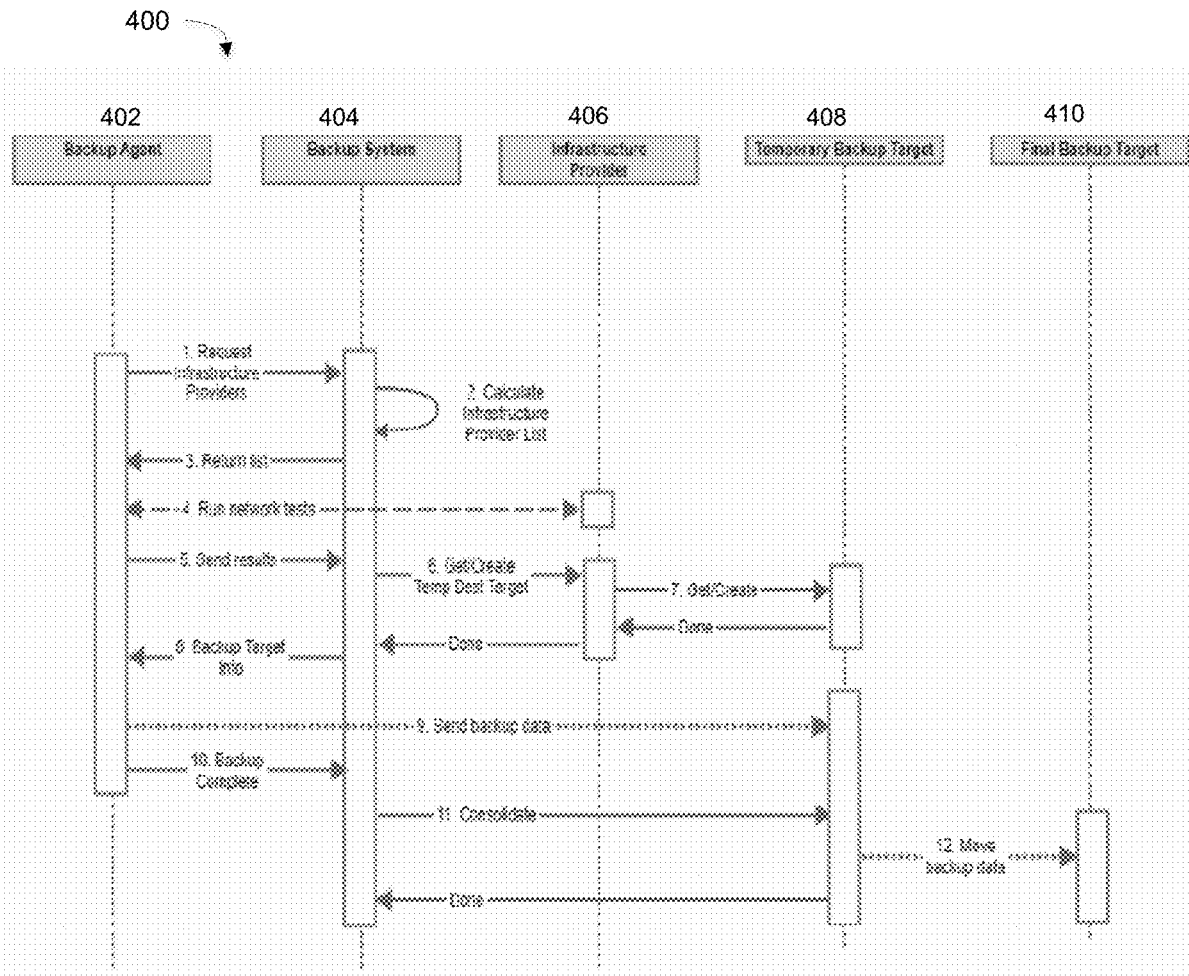 400
402
404
406
408
410
Backup Agent
Backup System
Infrastructure
Provider
Temporary Backup Target
Final Backup Target
1. Request
Infrastructure
Providers
2. Calculate
Infrastructure
Provider List
3. Return list
4. Run network tests
5. Send results
6. Get/Create
Temp Dest Target
7. Get/Create
Done
Done
8. Backup Target
Info
9. Send backup data
10. Backup
Complete
11. Consolidate
12. Move
backup data
Done